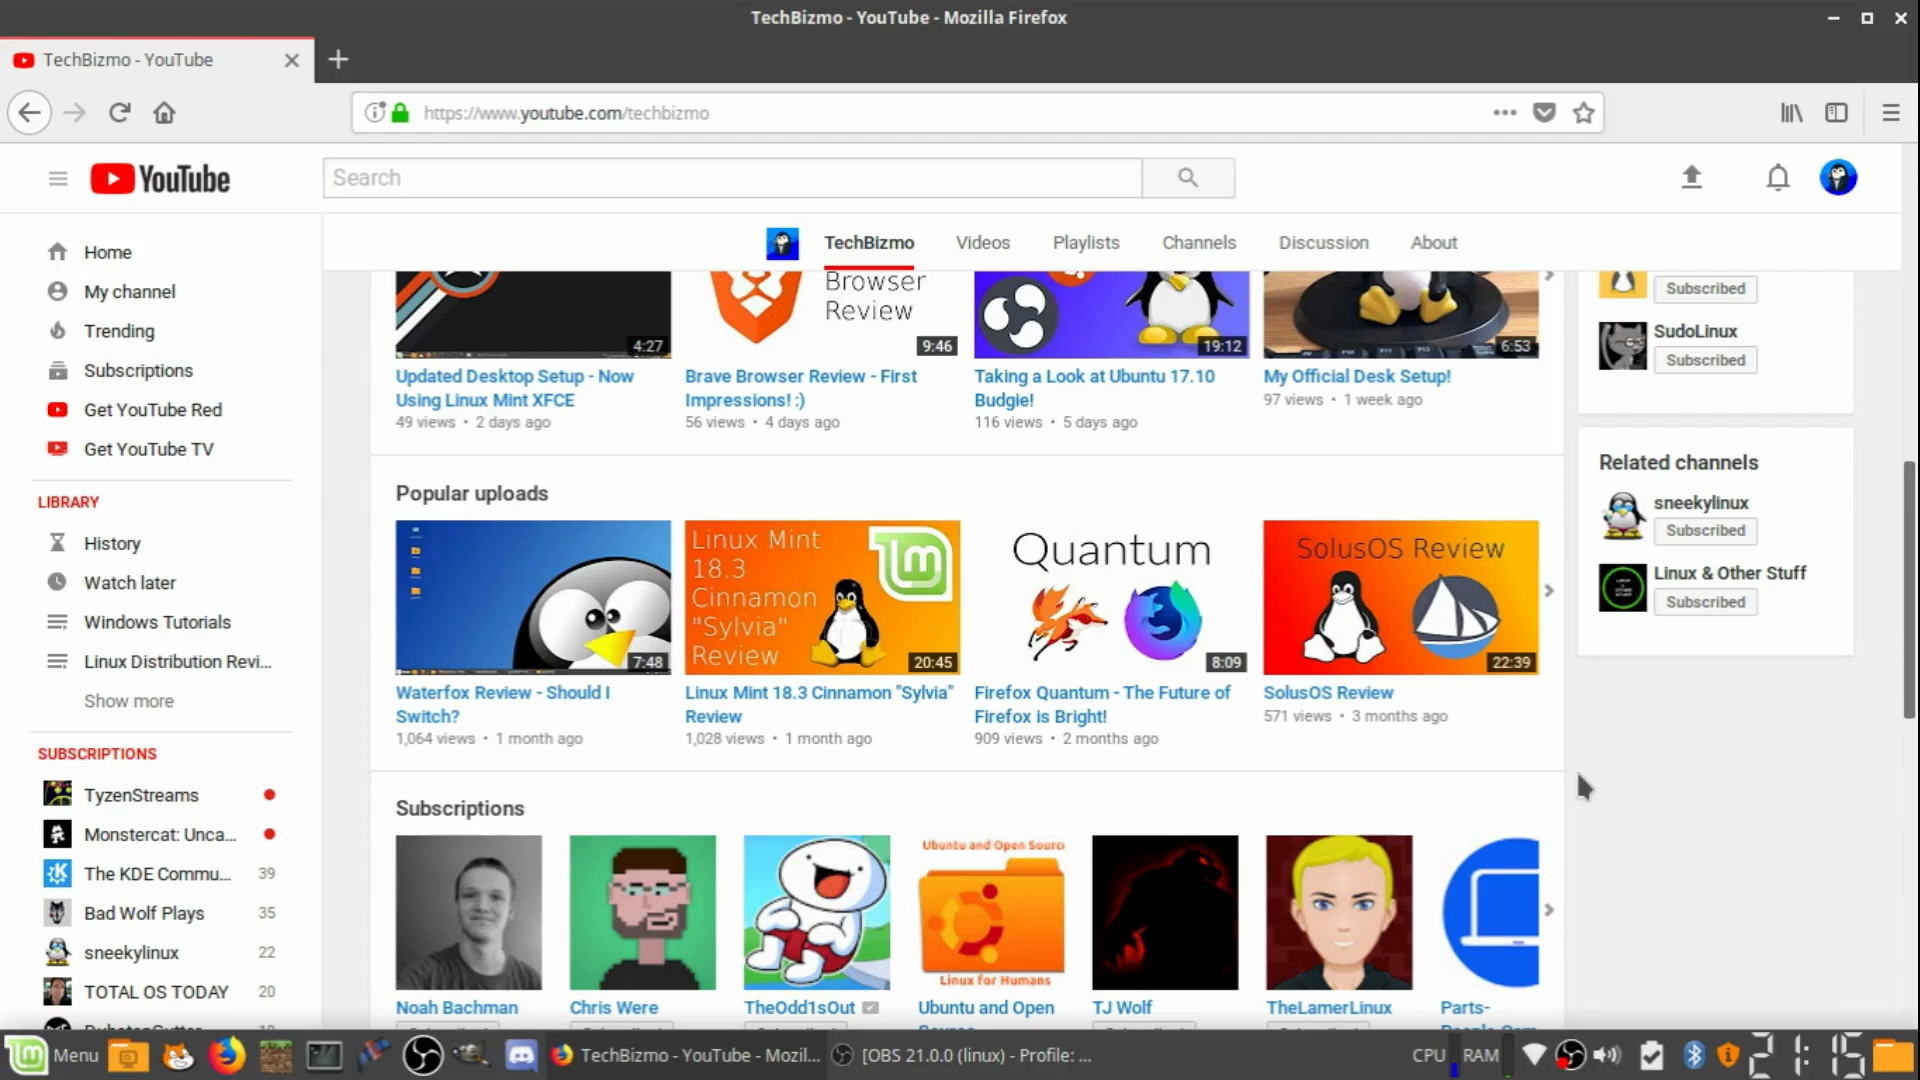 TechBizmo - YouTube - Mozilla Firefox
TechBizmo - YouTube
https://www.youtube.com/techbizmo
YouTube
Search
TechBizmo
Videos
Playlists
Channels
Discussion
About
Home
My channel
Trending
Subscriptions
Get YouTube Red
Get YouTube TV
LIBRARY
History
Watch later
Windows Tutorials
Linux Distribution Revi...
Show more
SUBSCRIPTIONS
TyzenStreams
Monstercat: Unca...
The KDE Commu... 39
Bad Wolf Plays 35
sneekylinux 22
TOTAL OS TODAY 20
4:27
Updated Desktop Setup - Now
Using Linux Mint XFCE
49 views • 2 days ago
Browser
Review
9:46
Brave Browser Review - First
Impressions! :)
56 views • 4 days ago
19:12
Taking a Look at Ubuntu 17.10
Budgie!
116 views • 5 days ago
6:53
My Official Desk Setup!
97 views • 1 week ago
Popular uploads
7:48
Waterfox Review - Should I
Switch?
1,064 views • 1 month ago
Linux Mint
18.3
Cinnamon
"Sylvia"
Review
20:45
Linux Mint 18.3 Cinnamon "Sylvia"
Review
1,028 views • 1 month ago
Quantum
8:09
Firefox Quantum - The Future of
Firefox is Bright!
909 views • 2 months ago
SolusOS Review
22:39
SolusOS Review
571 views • 3 months ago
Subscriptions
Noah Bachman
Chris Were
TheOdd1sOut
Ubuntu and Open Sourc
Linux for Humans
Ubuntu and Open
TJ Wolf
TheLamerLinux
Parts-
Subscribed
SudoLinux
Subscribed
Related channels
sneekylinux
Subscribed
Linux & Other Stuff
Subscribed
Menu
TechBizmo - YouTube - Mozil...
[OBS 21.0.0 (linux) - Profile: ...
CPU
RAM
21:15